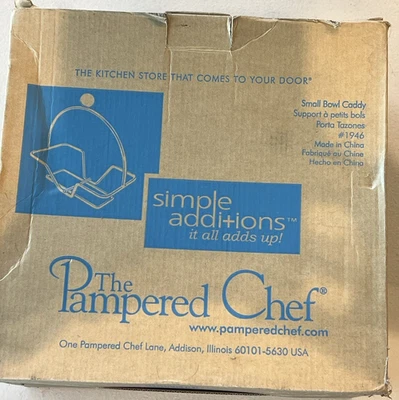 THE KITCHEN STORE THAT COMES TO YOUR DOOR®
Small Bowl Caddy
Support à petits bols
Porta Tazones
#1946
Made in China
Fabriqué au Chine
Hecho en China
simple
additions™
it all adds up!
The
Pampered Chef®
www.pamperedchef.com
One Pampered Chef Lane, Addison, Illinois 60101-5630 USA